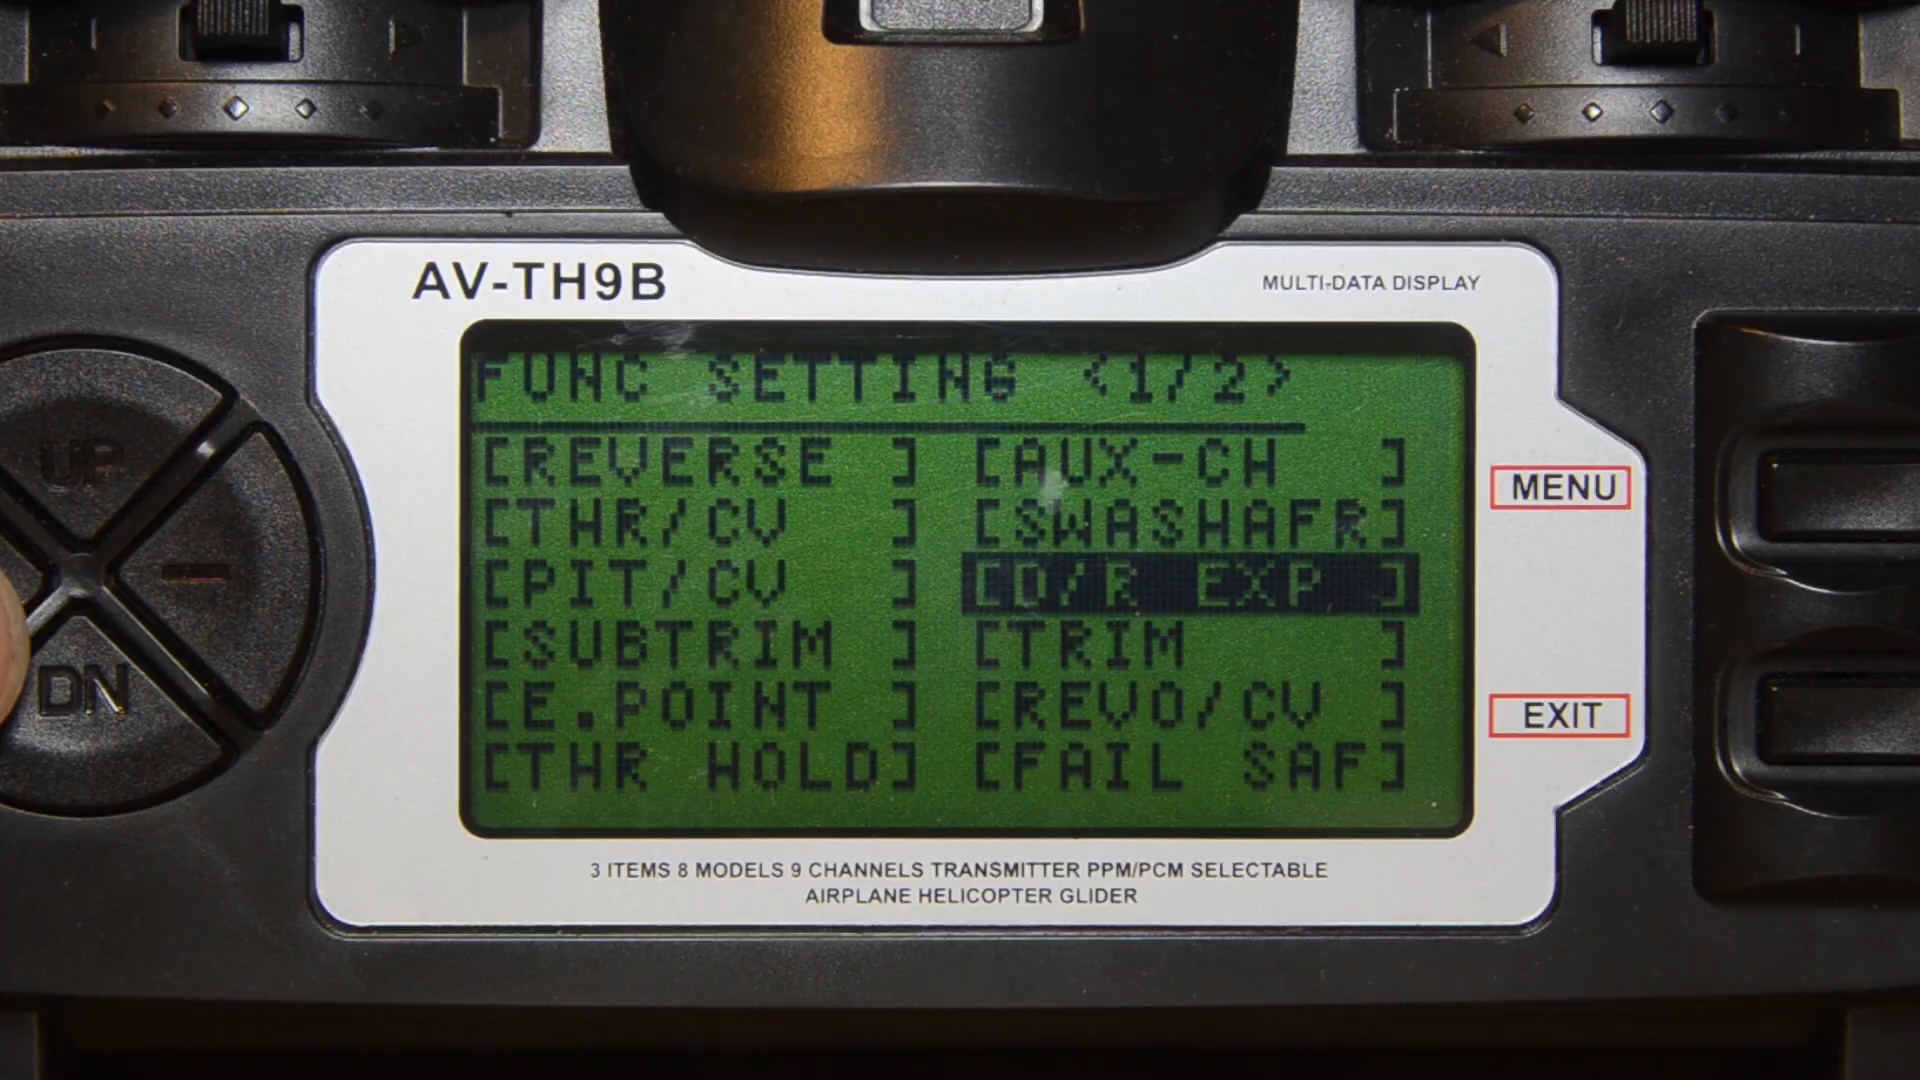 AV-TH9B
MULTI-DATA DISPLAY
FUNC SETTING <1/2>
[REVERSE ] [AUX-CH ]
[THR/CV ] [SWASHAFR]
[PIT/CV ] [D/R EXP ]
[SUBTRIM ] [TRIM ]
[E.POINT ] [REVO/CV ]
[THR HOLD] [FAIL SAF]
MENU
EXIT
UP
-
DN
3 ITEMS 8 MODELS 9 CHANNELS TRANSMITTER PPM/PCM SELECTABLE
AIRPLANE HELICOPTER GLIDER